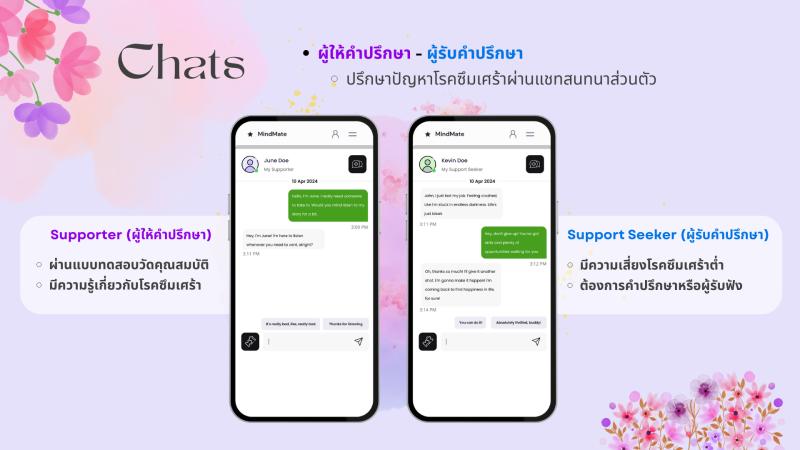 Chats
• ผู้ให้คำปรึกษา - ผู้รับคำปรึกษา
○ ปรึกษาปัญหาโรคซึมเศร้าผ่านแชทสนทนาส่วนตัว
Supporter (ผู้ให้คำปรึกษา)
○ ผ่านแบบทดสอบวัดคุณสมบัติ
○ มีความรู้เกี่ยวกับโรคซึมเศร้า
★ MindMate
June Doe
My Supporter
10 Apr 2024
Hello, I'm June. I really need someone
to take to. Would you mind listen to my
story for a bit.
3:09 PM
Hey, I'm June! I'm here to listen
whenever you need to vent, alright?
3:11 PM
It's really bad, like, really bad.
Thanks for listening.
★ MindMate
Kevin Doe
My Support Seeker
10 Apr 2024
John, I just lost my job. Feeling crushed.
Like I'm stuck in endless darkness. Life's
just bleak
3:11 PM
Hey, don't give up! You've got
skills and plenty of
opportunities waiting for you.
3:12 PM
Oh, thanks so much! I'll give it another
shot. I'm gonna make it happen! I'm
coming back to find happiness in life,
for sure!
3:14 PM
You can do it!
Absolutely thrilled, buddy!
Support Seeker (ผู้รับคำปรึกษา)
○ มีความเสี่ยงโรคซึมเศร้าต่ำ
○ ต้องการคำปรึกษาหรือผู้รับฟัง